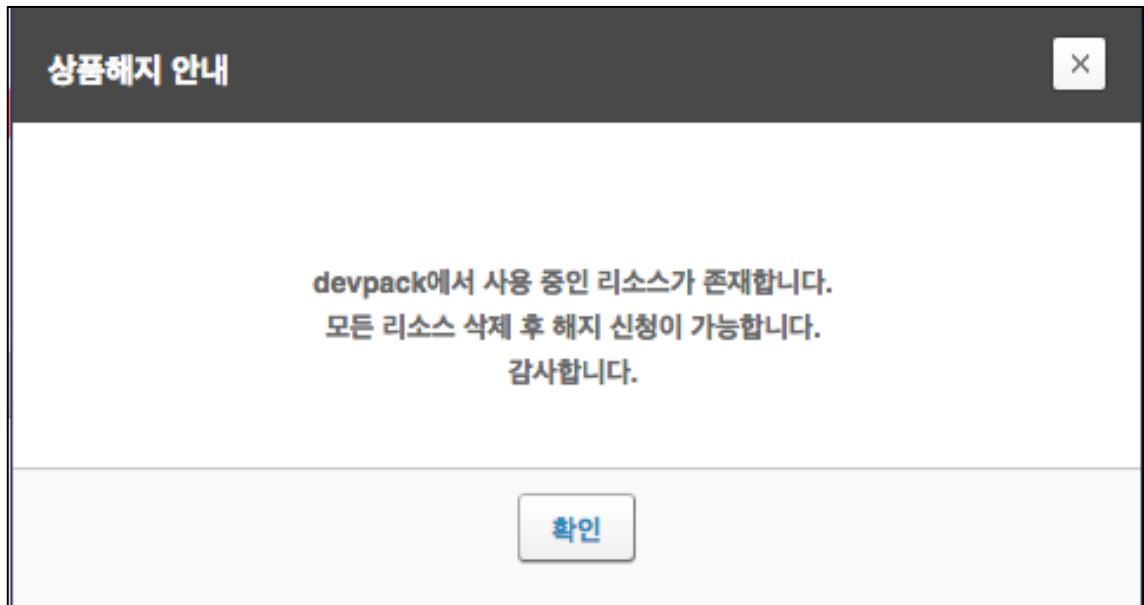 상품해지 안내
devpack에서 사용 중인 리소스가 존재합니다.
모든 리소스 삭제 후 해지 신청이 가능합니다.
감사합니다.
확인